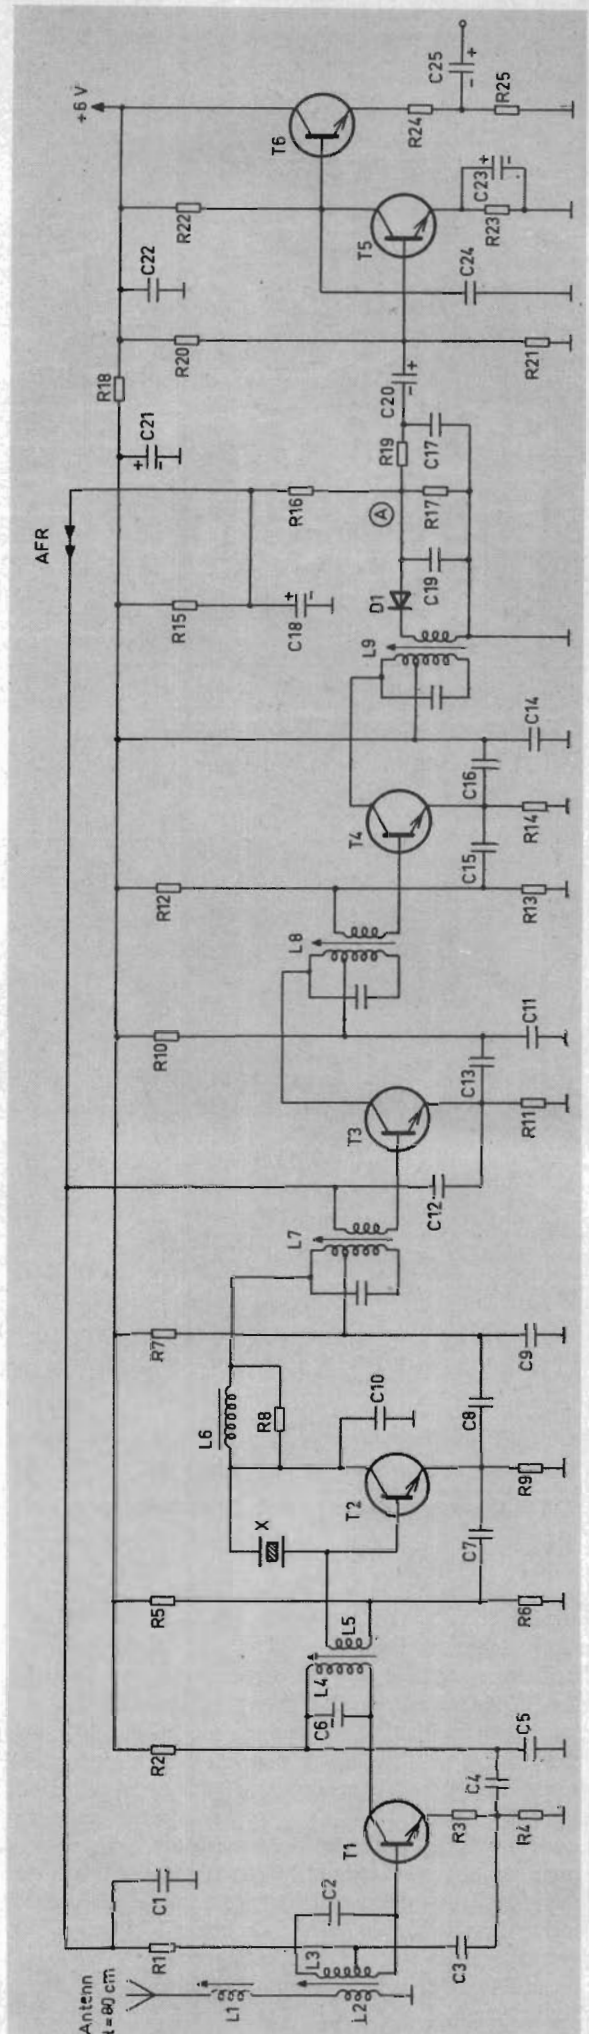 Antenn
l = 80 cm
L1
L2
L3
R1
C1
C2
C3
T1
R3
R4
C4
C5
R2
C6
L4
L5
R5
R6
C7
X
T2
R9
C8
C10
L6
R8
R7
C9
L7
C12
T3
R11
C13
C11
R10
L8
R12
R13
C15
T4
R14
C16
C14
L9
D1
C19
R17
C17
R19
A
R16
R15
C18
AFR
C21
R18
C20
R20
R21
C22
R22
T5
C24
R23
C23
T6
R24
C25
R25
+6 V
+
-
+
-
+
-
+
-
+
-